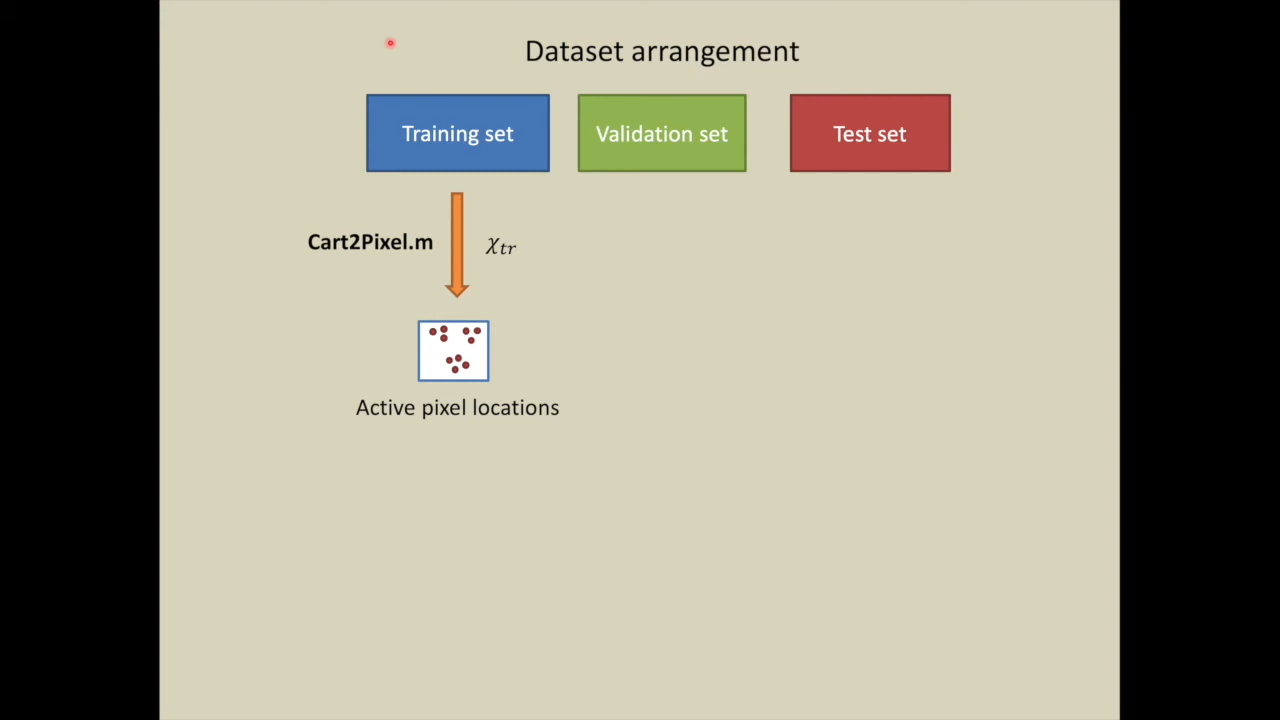 Dataset arrangement
Training set
Validation set
Test set
Cart2Pixel.m
χtr
Active pixel locations